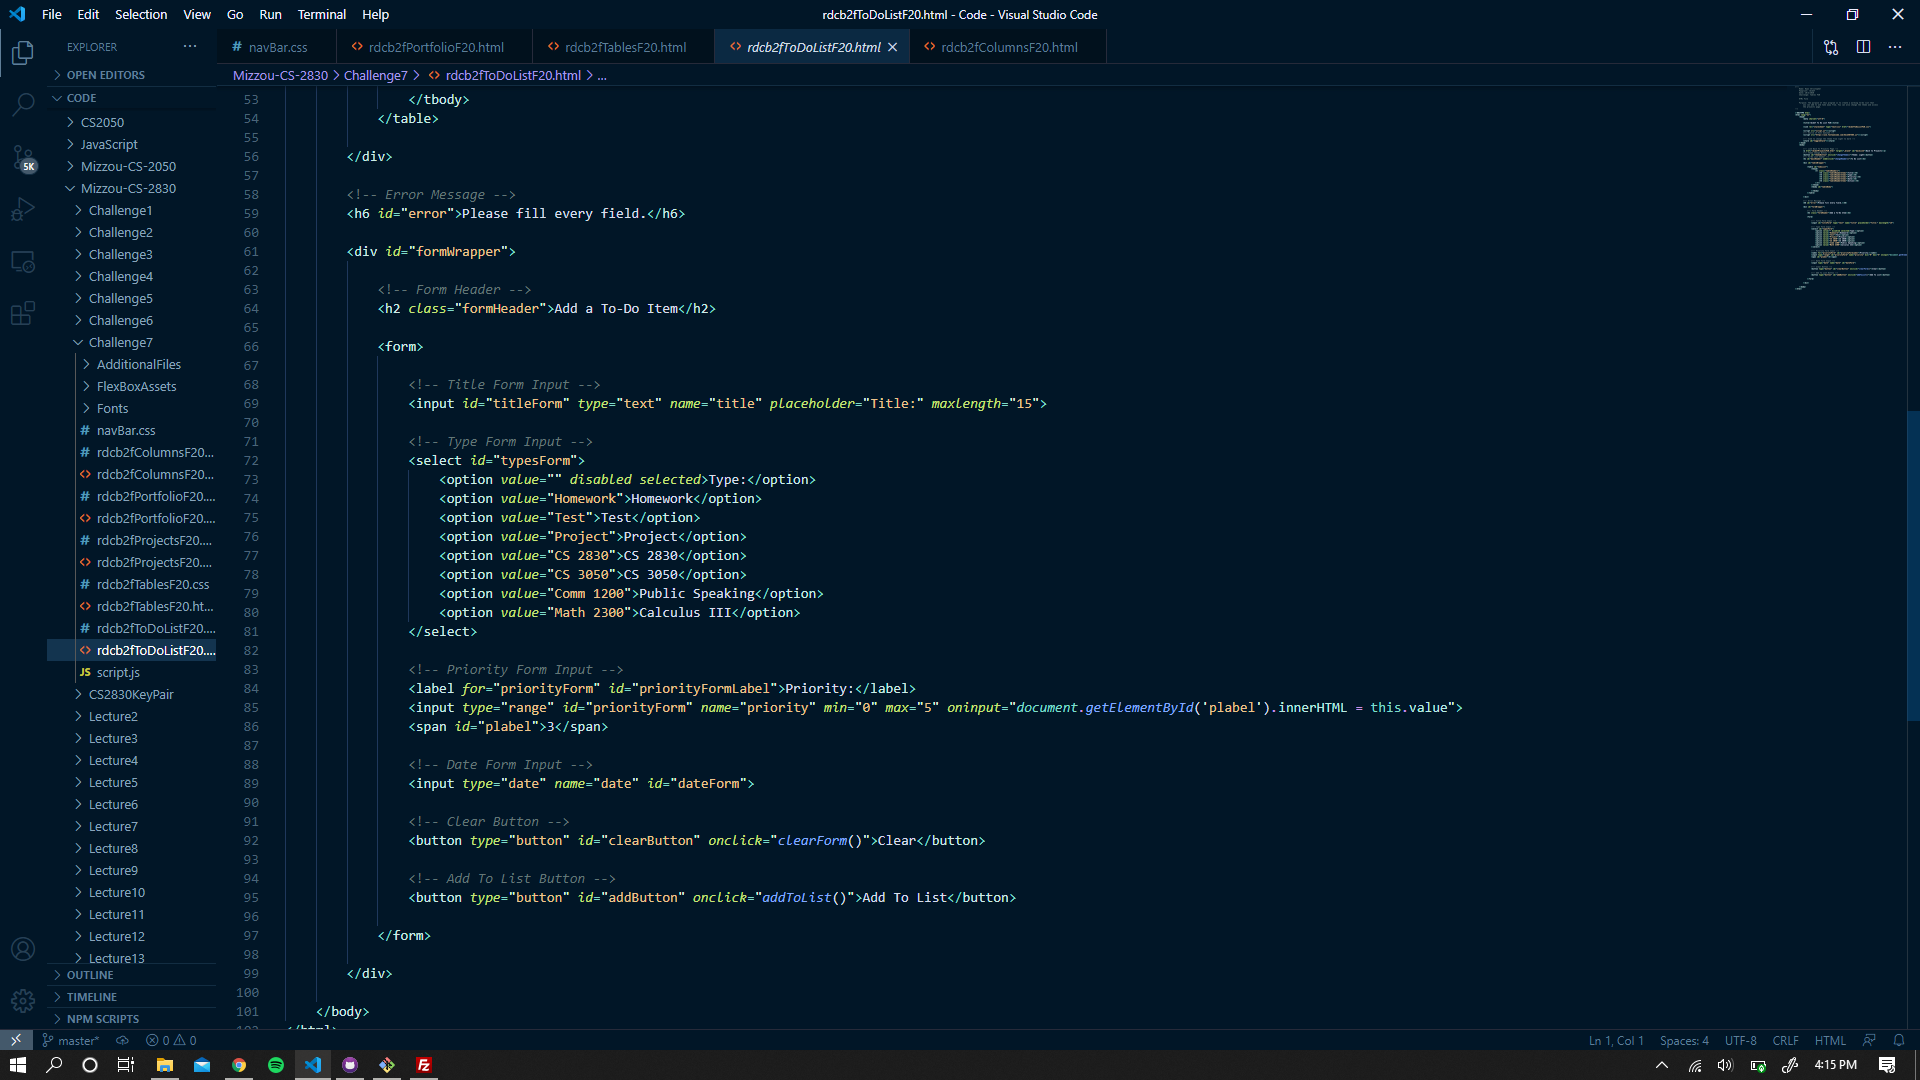 File Edit Selection View Go Run Terminal Help
rdcb2fToDoListF20.html - Code - Visual Studio Code
EXPLORER
navBar.css
rdcb2fPortfolioF20.html
rdcb2fTablesF20.html
rdcb2fToDoListF20.html
rdcb2fColumnsF20.html
OPEN EDITORS
Mizzou-CS-2830 > Challenge7 > rdcb2fToDoListF20.html > ...
CODE
CS2050
JavaScript
Mizzou-CS-2050
Mizzou-CS-2830
Challenge1
Challenge2
Challenge3
Challenge4
Challenge5
Challenge6
Challenge7
AdditionalFiles
FlexBoxAssets
Fonts
navBar.css
rdcb2fColumnsF20...
rdcb2fColumnsF20...
rdcb2fPortfolioF20....
rdcb2fPortfolioF20....
rdcb2fProjectsF20....
rdcb2fProjectsF20....
rdcb2fTablesF20.css
rdcb2fTablesF20.ht...
rdcb2fToDoListF20....
rdcb2fToDoListF20....
JS script.js
CS2830KeyPair
Lecture2
Lecture3
Lecture4
Lecture5
Lecture6
Lecture7
Lecture8
Lecture9
Lecture10
Lecture11
Lecture12
Lecture13
OUTLINE
TIMELINE
NPM SCRIPTS
5K
53 </tbody>
54 </table>
55
56 </div>
57
58 <!-- Error Message -->
59 <h6 id="error">Please fill every field.</h6>
60
61 <div id="formWrapper">
62
63 <!-- Form Header -->
64 <h2 class="formHeader">Add a To-Do Item</h2>
65
66 <form>
67
68 <!-- Title Form Input -->
69 <input id="titleForm" type="text" name="title" placeholder="Title:" maxlength="15">
70
71 <!-- Type Form Input -->
72 <select id="typesForm">
73 <option value="" disabled selected>Type:</option>
74 <option value="Homework">Homework</option>
75 <option value="Test">Test</option>
76 <option value="Project">Project</option>
77 <option value="CS 2830">CS 2830</option>
78 <option value="CS 3050">CS 3050</option>
79 <option value="Comm 1200">Public Speaking</option>
80 <option value="Math 2300">Calculus III</option>
81 </select>
82
83 <!-- Priority Form Input -->
84 <label for="priorityForm" id="priorityFormLabel">Priority:</label>
85 <input type="range" id="priorityForm" name="priority" min="0" max="5" oninput="document.getElementById('plabel').innerHTML = this.value">
86 <span id="plabel">3</span>
87
88 <!-- Date Form Input -->
89 <input type="date" name="date" id="dateForm">
90
91 <!-- Clear Button -->
92 <button type="button" id="clearButton" onclick="clearForm()">Clear</button>
93
94 <!-- Add To List Button -->
95 <button type="button" id="addButton" onclick="addToList()">Add To List</button>
96
97 </form>
98
99 </div>
100
101 </body>
102 </html>
master* 0 0
Ln 1, Col 1 Spaces: 4 UTF-8 CRLF HTML
4:15 PM